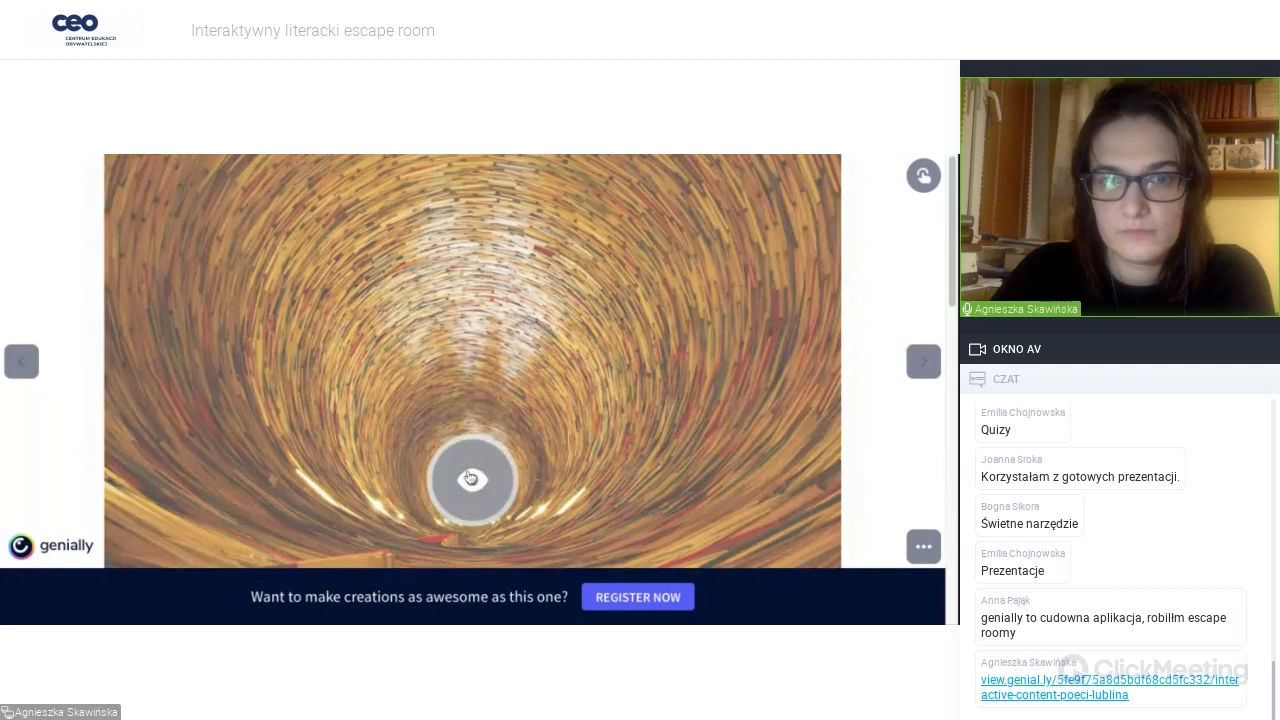 ceo
CENTRUM EDUKACJI
OBYWATELSKIEJ
Interaktywny literacki escape room
genially
Want to make creations as awesome as this one?
REGISTER NOW
Agnieszka Skawińska
Agnieszka Skawińska
OKNO AV
CZAT
Emilia Chojnowska
Quizy
Joanna Sroka
Korzystałam z gotowych prezentacji.
Bogna Sikora
Świetne narzędzie
Emilia Chojnowska
Prezentacje
Anna Pająk
genially to cudowna aplikacja, robiłłm escape
roomy
Agnieszka Skawińska
ClickMeeting
view.genial.ly/5fe9f75a8d5bdf68cd5fc332/inter
active-content-poeci-lublina